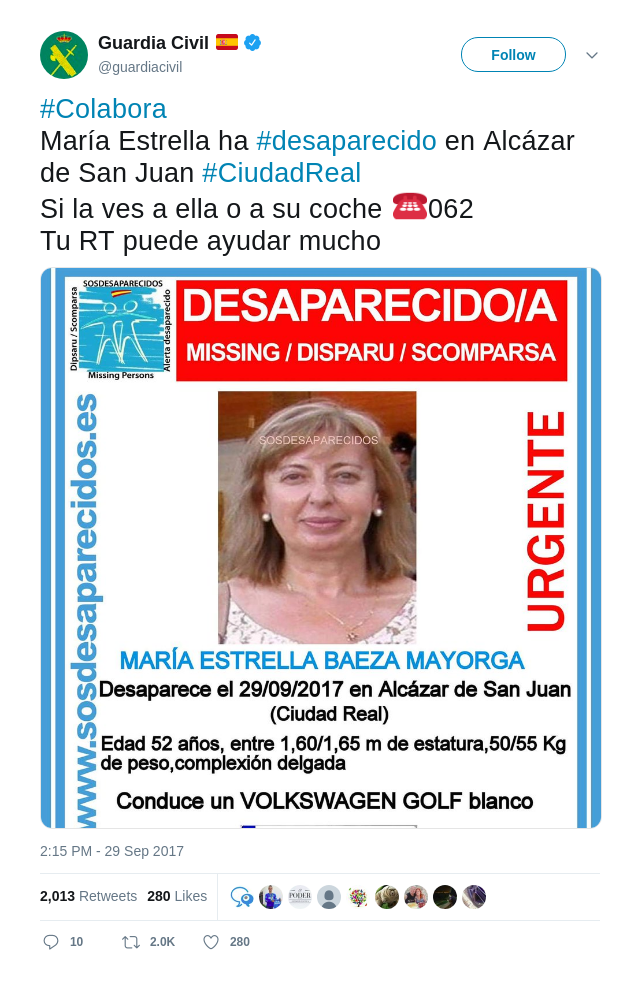 Guardia Civil
@guardiacivil
Follow
#Colabora
María Estrella ha #desaparecido en Alcázar
de San Juan #CiudadReal
Si la ves a ella o a su coche ☎062
Tu RT puede ayudar mucho
SOSDESAPARECIDOS
Dipsaru / Scomparsa
Alerta desaparecido
Missing Persons
DESAPARECIDO/A
MISSING / DISPARU / SCOMPARSA
www.sosdesaparecidos.es
SOSDESAPARECIDOS
URGENTE
MARÍA ESTRELLA BAEZA MAYORGA
Desaparece el 29/09/2017 en Alcázar de San Juan
(Ciudad Real)
Edad 52 años, entre 1,60/1,65 m de estatura,50/55 Kg
de peso,complexión delgada
Conduce un VOLKSWAGEN GOLF blanco
2:15 PM - 29 Sep 2017
2,013 Retweets 280 Likes
PODER
10 2.0K 280